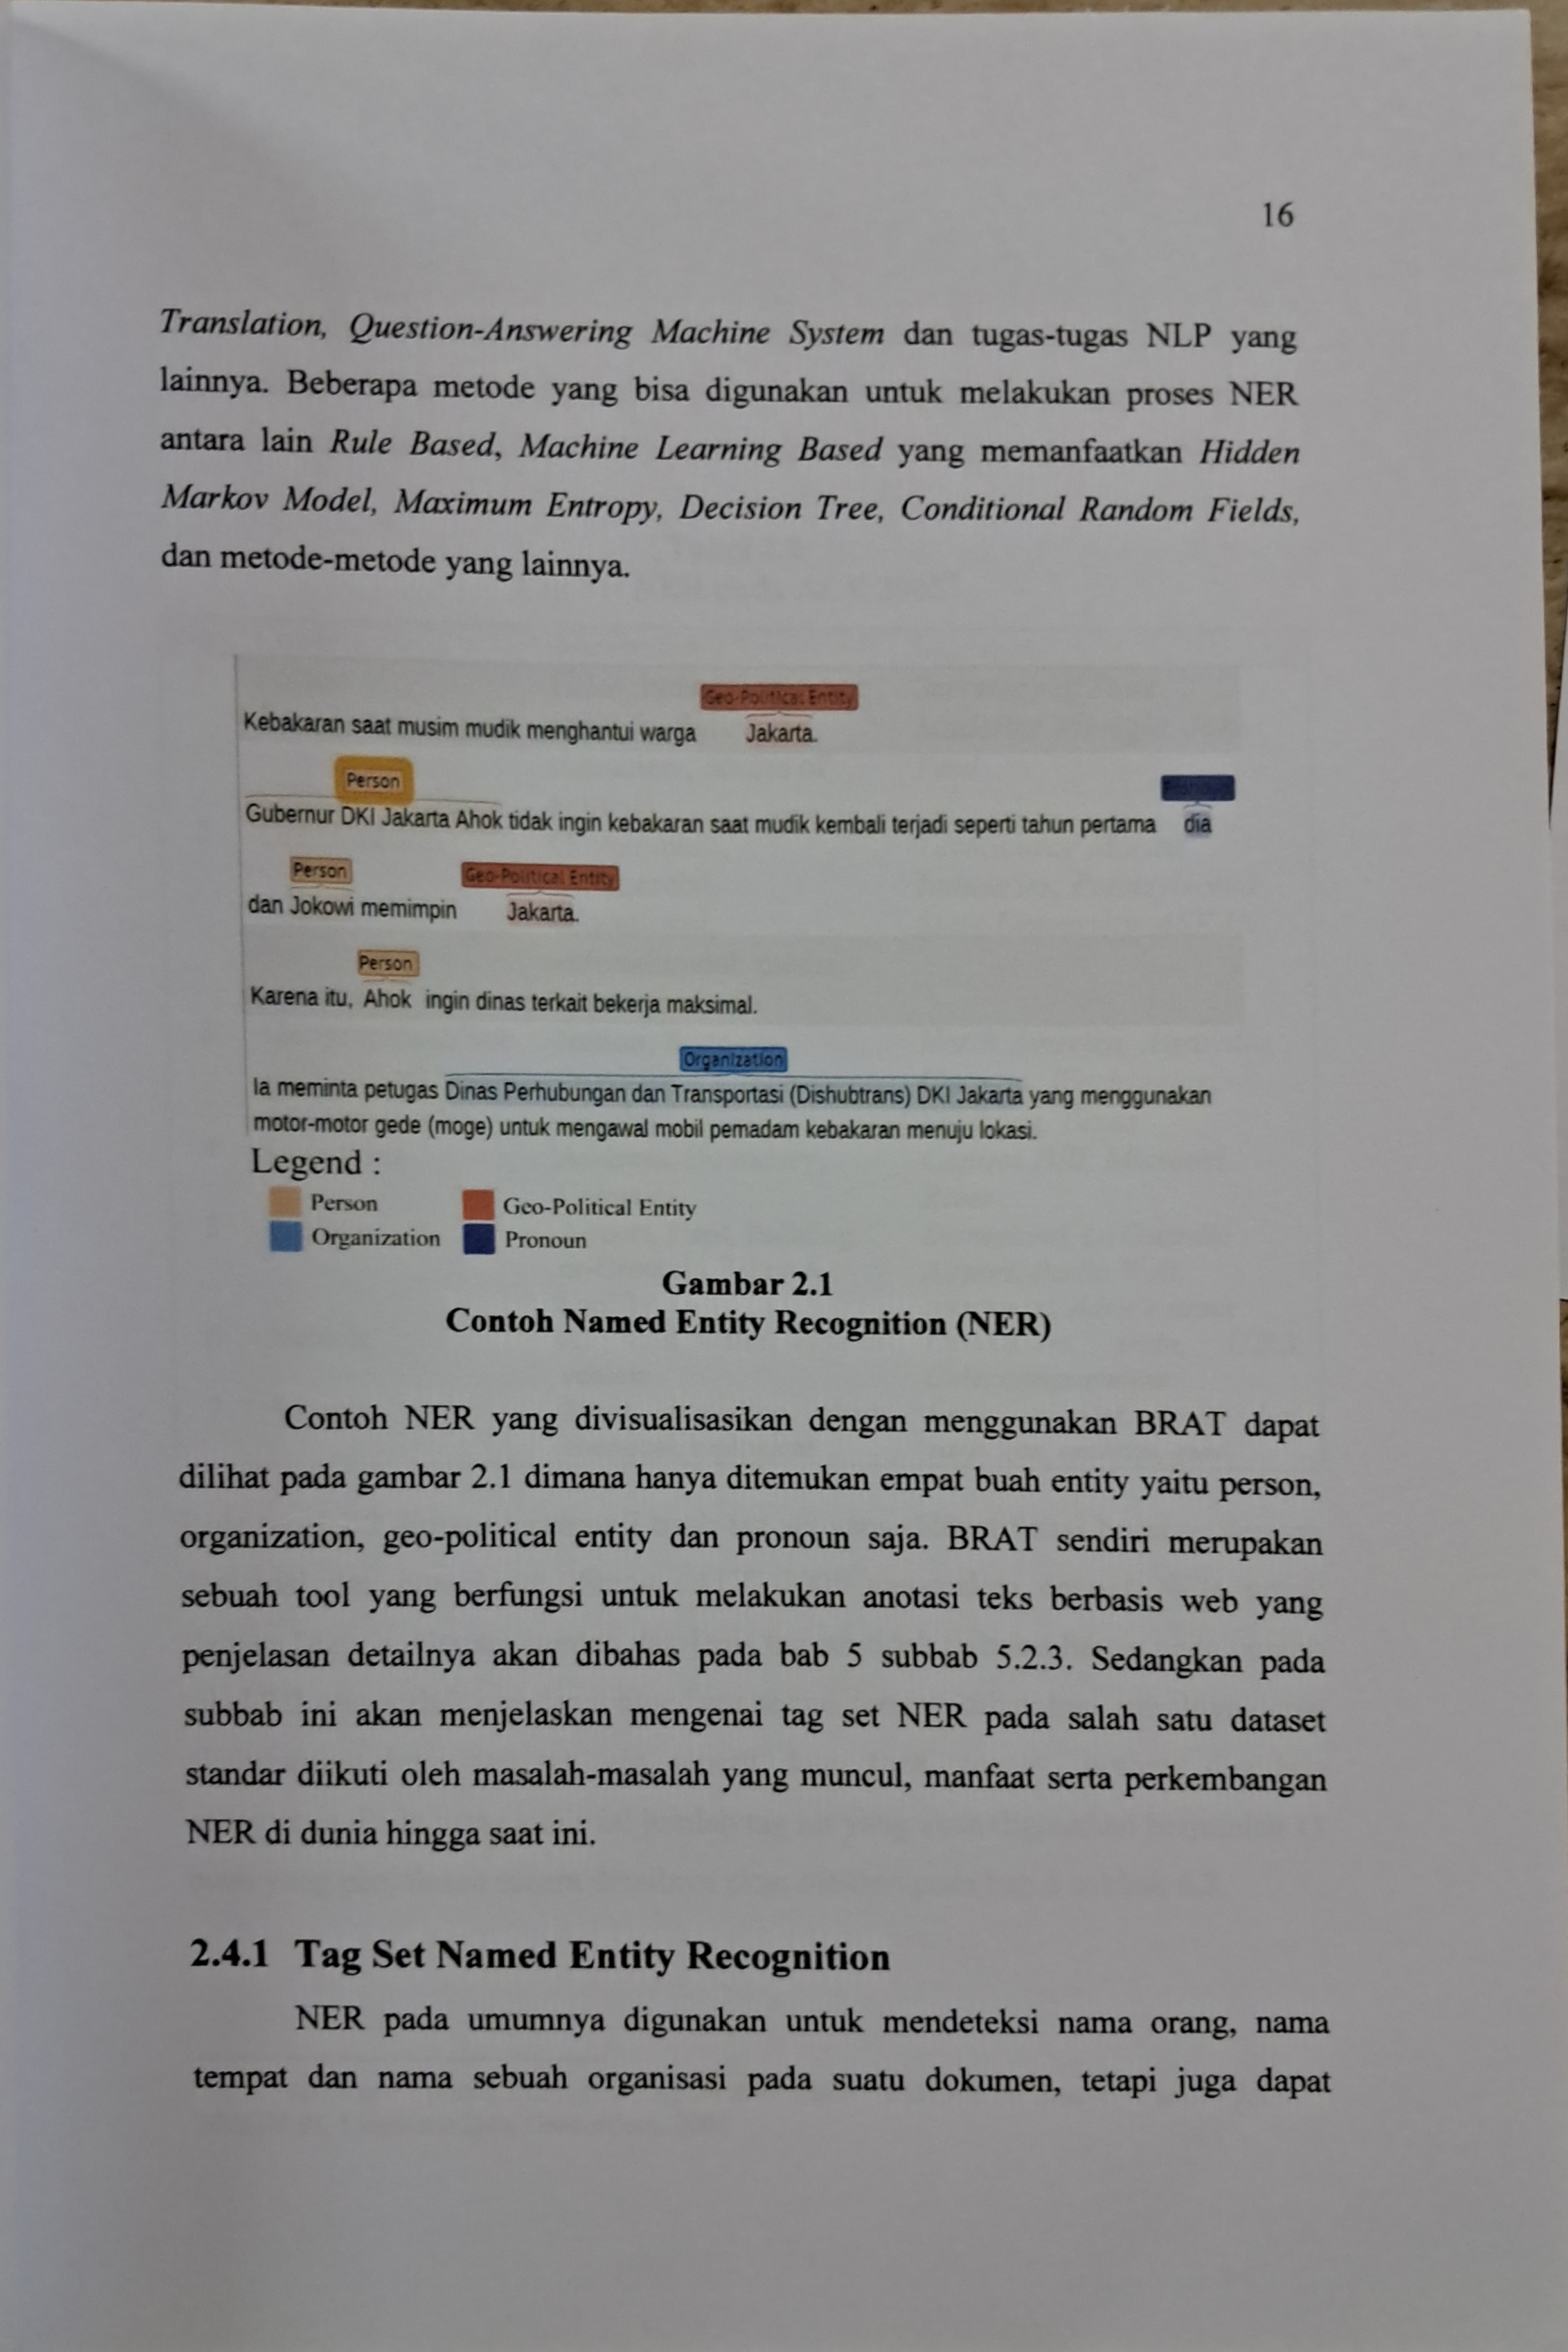 16
Translation, Question-Answering Machine System dan tugas-tugas NLP yang
lainnya. Beberapa metode yang bisa digunakan untuk melakukan proses NER
antara lain Rule Based, Machine Learning Based yang memanfaatkan Hidden
Markov Model, Maximum Entropy, Decision Tree, Conditional Random Fields,
dan metode-metode yang lainnya.
Geo-Political Entity
Kebakaran saat musim mudik menghantui warga Jakarta.
Person
Gubernur DKI Jakarta Ahok tidak ingin kebakaran saat mudik kembali terjadi seperti tahun pertama dia
Person Geo-Political Entity
dan Jokowi memimpin Jakarta.
Person
Karena itu, Ahok ingin dinas terkait bekerja maksimal.
Organization
Ia meminta petugas Dinas Perhubungan dan Transportasi (Dishubtrans) DKI Jakarta yang menggunakan
motor-motor gede (moge) untuk mengawal mobil pemadam kebakaran menuju lokasi.
Legend :
Person Geo-Political Entity
Organization Pronoun
Gambar 2.1
Contoh Named Entity Recognition (NER)
Contoh NER yang divisualisasikan dengan menggunakan BRAT dapat
dilihat pada gambar 2.1 dimana hanya ditemukan empat buah entity yaitu person,
organization, geo-political entity dan pronoun saja. BRAT sendiri merupakan
sebuah tool yang berfungsi untuk melakukan anotasi teks berbasis web yang
penjelasan detailnya akan dibahas pada bab 5 subbab 5.2.3. Sedangkan pada
subbab ini akan menjelaskan mengenai tag set NER pada salah satu dataset
standar diikuti oleh masalah-masalah yang muncul, manfaat serta perkembangan
NER di dunia hingga saat ini.
2.4.1 Tag Set Named Entity Recognition
NER pada umumnya digunakan untuk mendeteksi nama orang, nama
tempat dan nama sebuah organisasi pada suatu dokumen, tetapi juga dapat